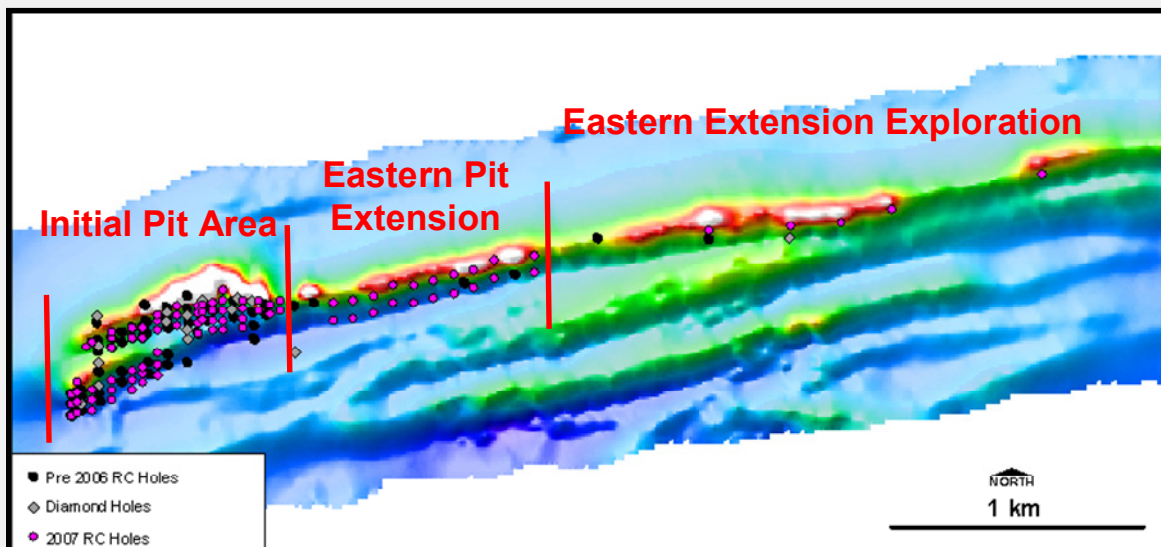 Eastern Extension Exploration
Eastern Pit
Extension
Initial Pit Area
Pre 2006 RC Holes
Diamond Holes
2007 RC Holes
NORTH
1 km